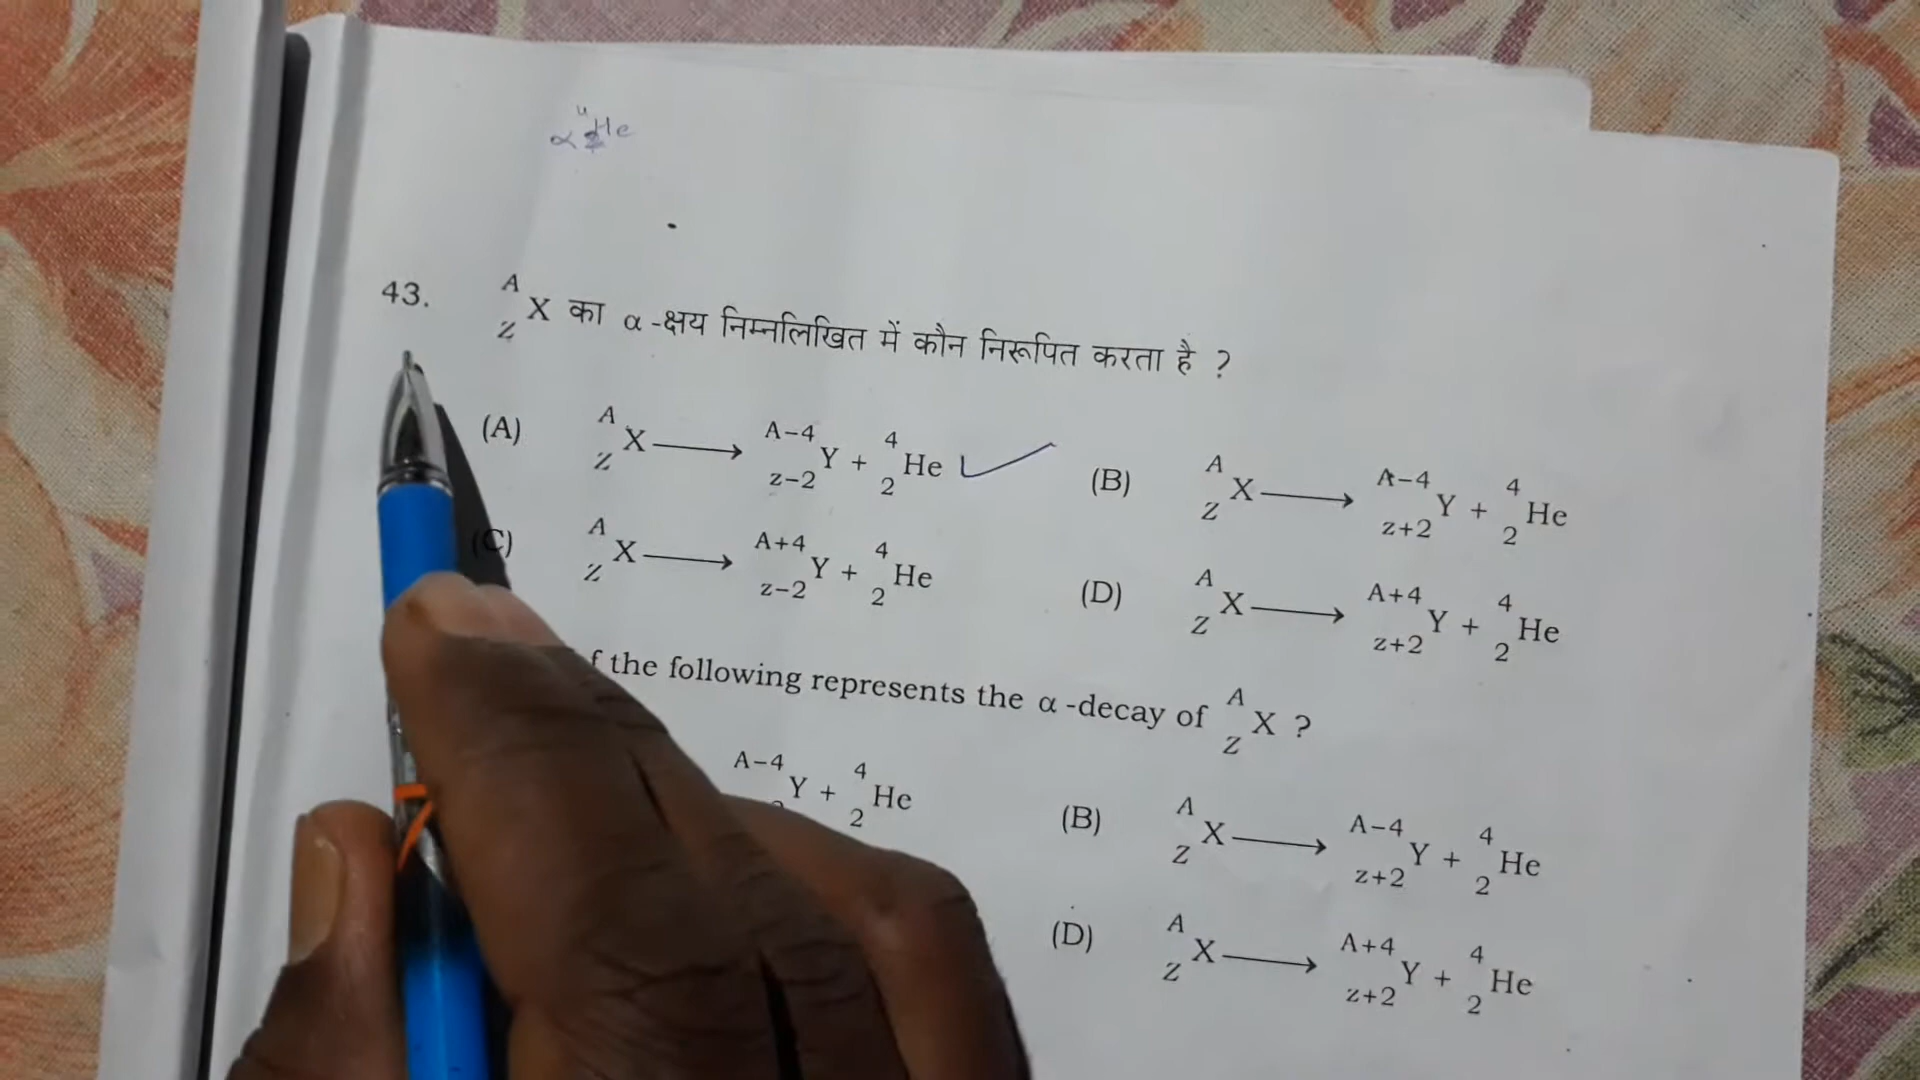 α ⁴₂He
43. ᴬ_Z X का α-क्षय निम्नलिखित में कौन निरूपित करता है ?
(A) ᴬ_Z X ⟶ ᴬ⁻⁴_z−2 Y + ⁴₂He ✓ (B) ᴬ_Z X ⟶ ᴬ⁻⁴_z+2 Y + ⁴₂He
(C) ᴬ_Z X ⟶ ᴬ⁺⁴_z−2 Y + ⁴₂He (D) ᴬ_Z X ⟶ ᴬ⁺⁴_z+2 Y + ⁴₂He
f the following represents the α-decay of ᴬ_Z X ?
ᴬ⁻⁴ Y + ⁴₂He (B) ᴬ_Z X ⟶ ᴬ⁻⁴_z+2 Y + ⁴₂He
(D) ᴬ_Z X ⟶ ᴬ⁺⁴_z+2 Y + ⁴₂He